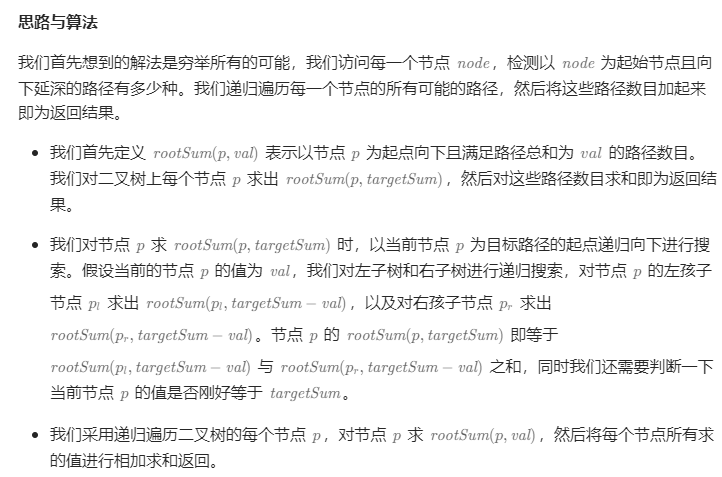 思路与算法
我们首先想到的解法是穷举所有的可能，我们访问每一个节点 node，检测以 node 为起始节点且向
下延深的路径有多少种。我们递归遍历每一个节点的所有可能的路径，然后将这些路径数目加起来
即为返回结果。
• 我们首先定义 rootSum(p, val) 表示以节点 p 为起点向下且满足路径总和为 val 的路径数目。
我们对二叉树上每个节点 p 求出 rootSum(p, targetSum)，然后对这些路径数目求和即为返回结
果。
• 我们对节点 p 求 rootSum(p, targetSum) 时，以当前节点 p 为目标路径的起点递归向下进行搜
索。假设当前的节点 p 的值为 val，我们对左子树和右子树进行递归搜索，对节点 p 的左孩子
节点 pₗ 求出 rootSum(pₗ, targetSum − val)，以及对右孩子节点 pᵣ 求出
rootSum(pᵣ, targetSum − val)。节点 p 的 rootSum(p, targetSum) 即等于
rootSum(pₗ, targetSum − val) 与 rootSum(pᵣ, targetSum − val) 之和，同时我们还需要判断一下
当前节点 p 的值是否刚好等于 targetSum。
• 我们采用递归遍历二叉树的每个节点 p，对节点 p 求 rootSum(p, val)，然后将每个节点所有求
的值进行相加求和返回。